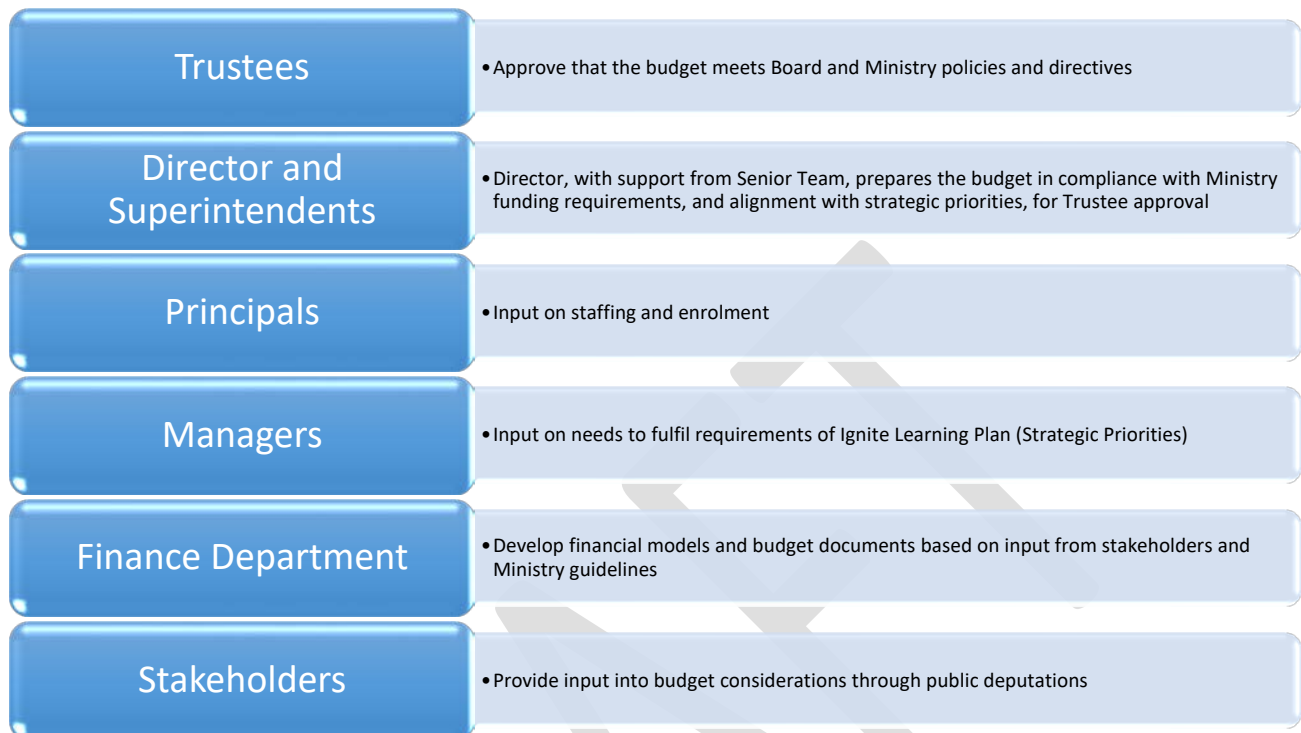 Trustees
•Approve that the budget meets Board and Ministry policies and directives
Director and
Superintendents
•Director, with support from Senior Team, prepares the budget in compliance with Ministry
funding requirements, and alignment with strategic priorities, for Trustee approval
Principals
•Input on staffing and enrolment
Managers
•Input on needs to fulfil requirements of Ignite Learning Plan (Strategic Priorities)
Finance Department
•Develop financial models and budget documents based on input from stakeholders and
Ministry guidelines
Stakeholders
•Provide input into budget considerations through public deputations